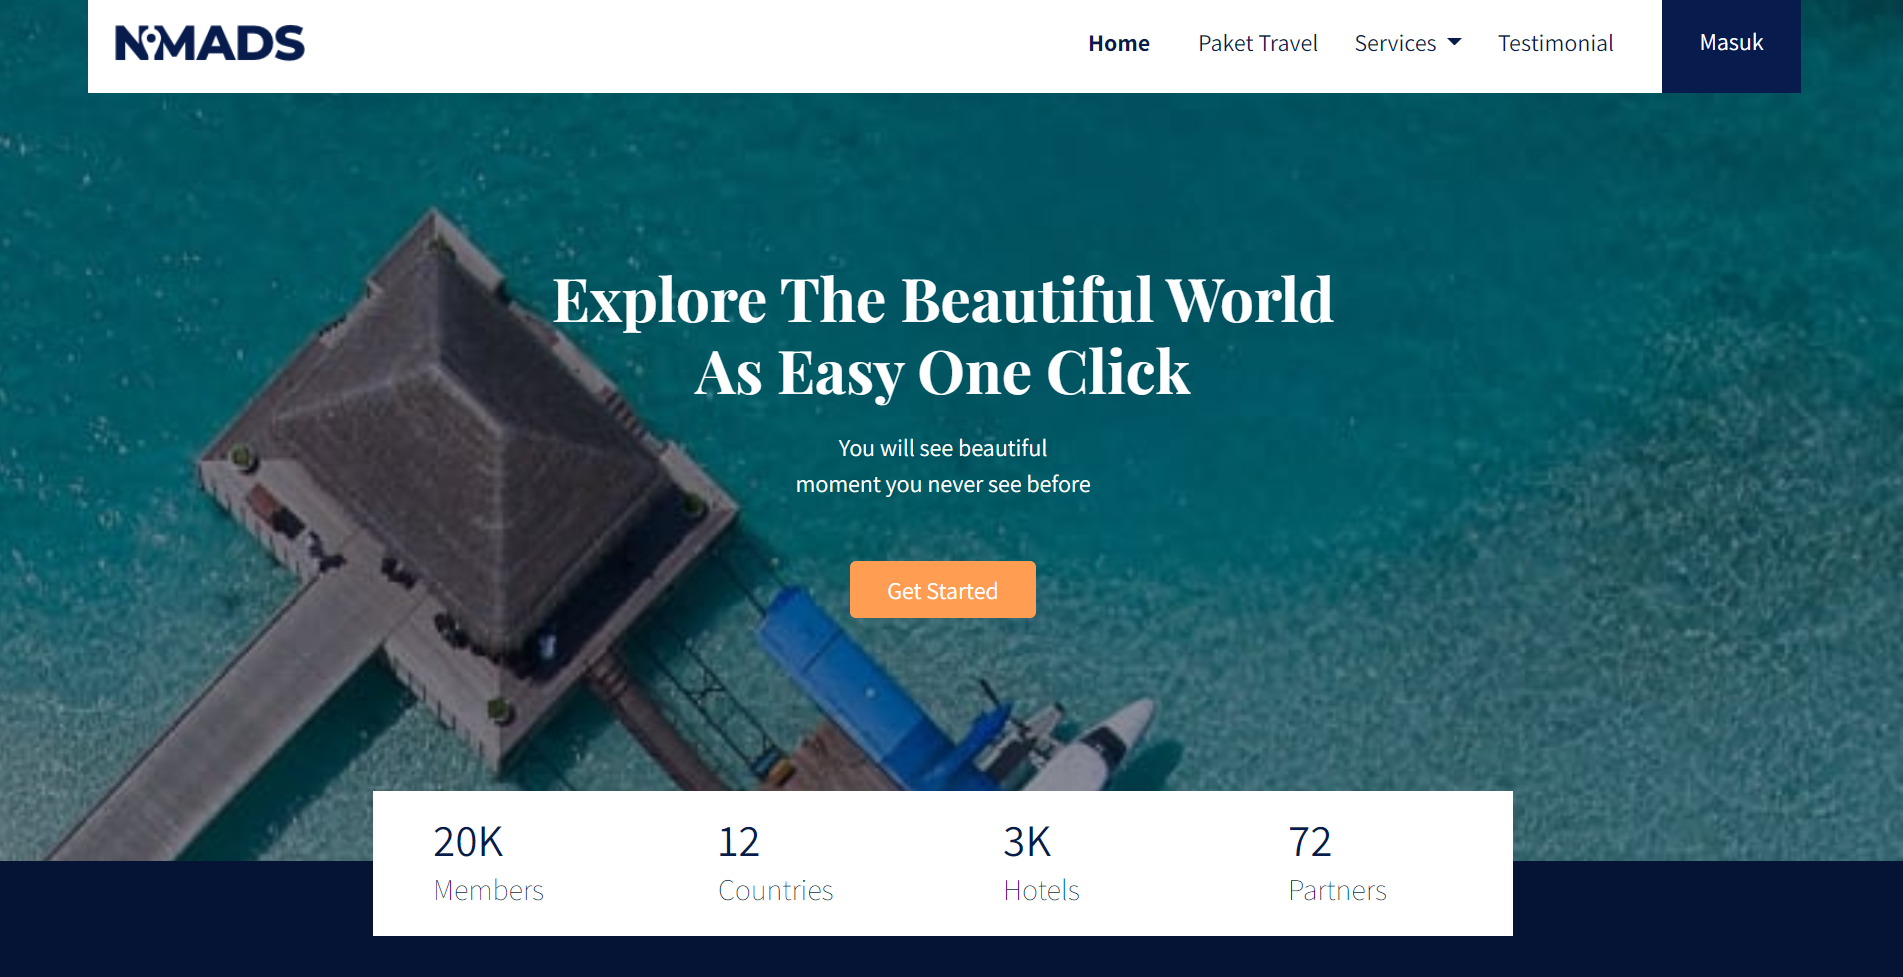 NOMADS
Home Paket Travel Services Testimonial Masuk
Explore The Beautiful World
As Easy One Click
You will see beautiful
moment you never see before
Get Started
20K 12 3K 72
Members Countries Hotels Partners